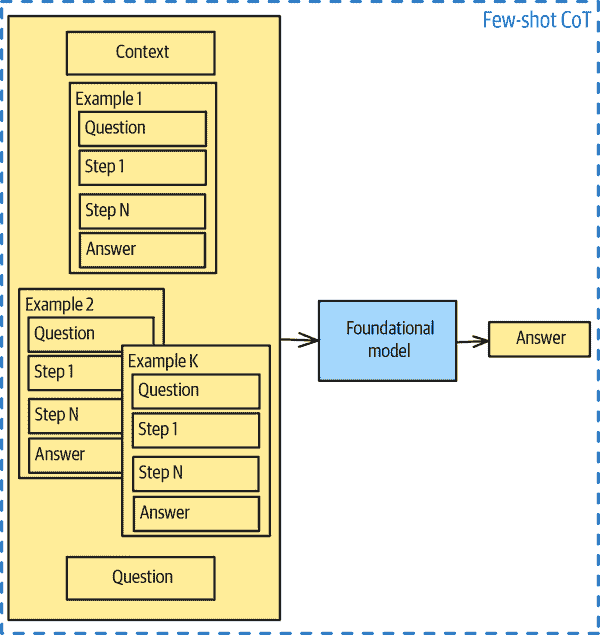 Few-shot CoT
Context
Example 1
Question
Step 1
Step N
Answer
Example 2
Question
Step 1
Step N
Answer
Example K
Question
Step 1
Step N
Answer
Question
Foundational
model
Answer